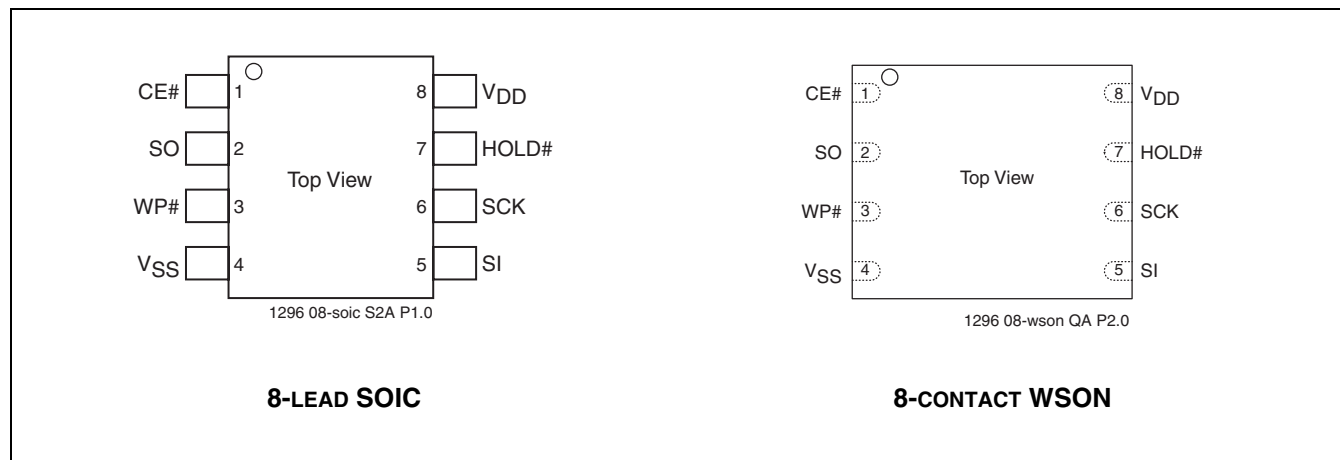 CE# 1 8 VDD
SO 2 7 HOLD#
Top View
WP# 3 6 SCK
VSS 4 5 SI
1296 08-soic S2A P1.0
8-LEAD SOIC
CE# 1 8 VDD
SO 2 7 HOLD#
Top View
WP# 3 6 SCK
VSS 4 5 SI
1296 08-wson QA P2.0
8-CONTACT WSON